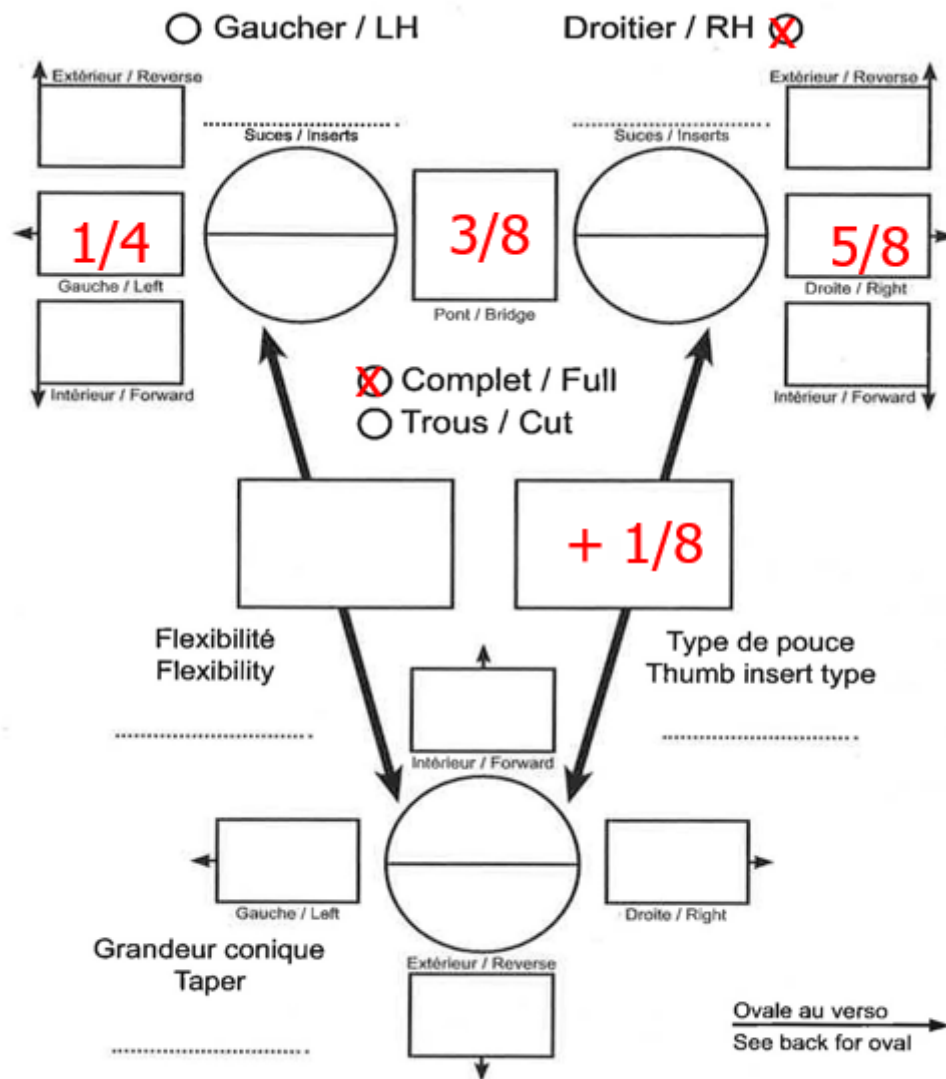 Gaucher / LH
Droitier / RH X
Extérieur / Reverse
Extérieur / Reverse
Suces / Inserts
Suces / Inserts
1/4
3/8
5/8
Gauche / Left
Pont / Bridge
Droite / Right
Intérieur / Forward
Intérieur / Forward
X Complet / Full
Trous / Cut
+ 1/8
Flexibilité
Flexibility
Type de pouce
Thumb insert type
Intérieur / Forward
Gauche / Left
Droite / Right
Grandeur conique
Taper
Extérieur / Reverse
Ovale au verso
See back for oval